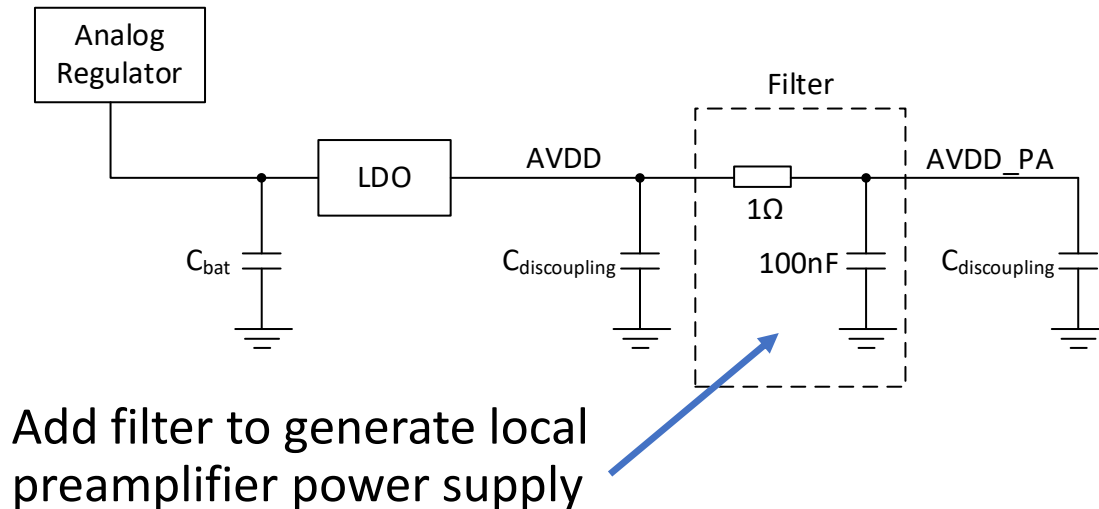 Analog
Regulator
Filter
LDO
AVDD
AVDD_PA
1Ω
Cbat
Cdiscoupling
100nF
Cdiscoupling
Add filter to generate local
preamplifier power supply